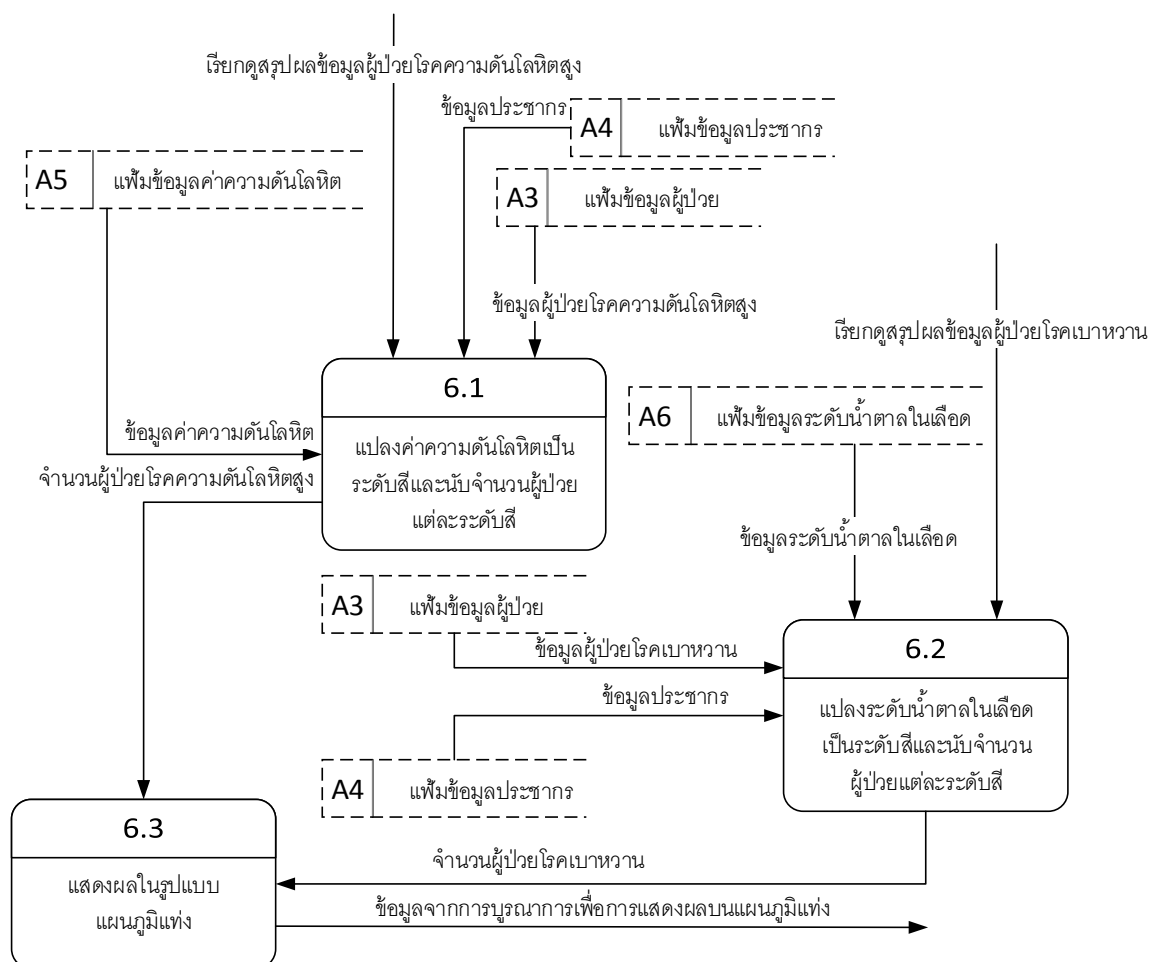 เรียกดูสรุปผลข้อมูลผู้ป่วยโรคความดันโลหิตสูง
ข้อมูลประชากร
A4 แฟ้มข้อมูลประชากร
A5 แฟ้มข้อมูลค่าความดันโลหิต
A3 แฟ้มข้อมูลผู้ป่วย
ข้อมูลผู้ป่วยโรคความดันโลหิตสูง
เรียกดูสรุปผลข้อมูลผู้ป่วยโรคเบาหวาน
6.1
แปลงค่าความดันโลหิตเป็น
ระดับสีและนับจำนวนผู้ป่วย
แต่ละระดับสี
A6 แฟ้มข้อมูลระดับน้ำตาลในเลือด
ข้อมูลค่าความดันโลหิต
จำนวนผู้ป่วยโรคความดันโลหิตสูง
ข้อมูลระดับน้ำตาลในเลือด
A3 แฟ้มข้อมูลผู้ป่วย
ข้อมูลผู้ป่วยโรคเบาหวาน
6.2
แปลงระดับน้ำตาลในเลือด
เป็นระดับสีและนับจำนวน
ผู้ป่วยแต่ละระดับสี
ข้อมูลประชากร
A4 แฟ้มข้อมูลประชากร
6.3
แสดงผลในรูปแบบ
แผนภูมิแท่ง
จำนวนผู้ป่วยโรคเบาหวาน
ข้อมูลจากการบูรณาการเพื่อการแสดงผลบนแผนภูมิแท่ง